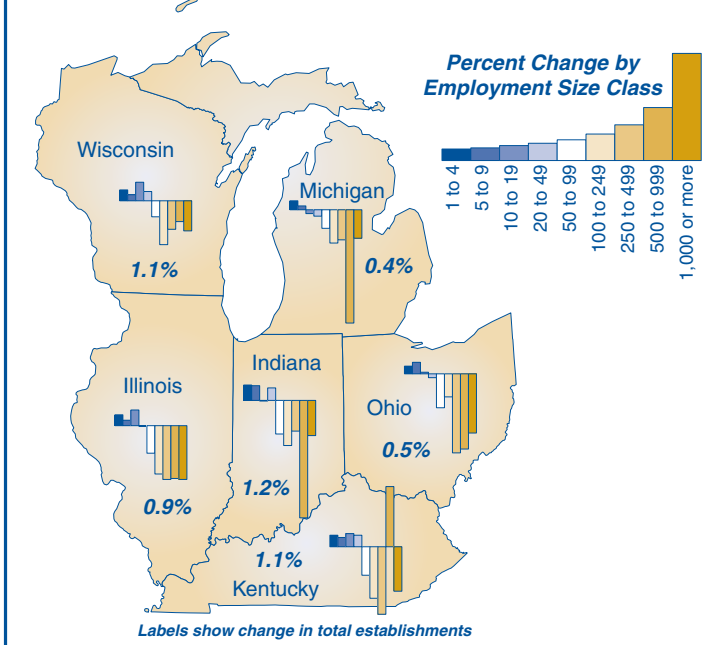 Percent Change by
Employment Size Class
1 to 4
5 to 9
10 to 19
20 to 49
50 to 99
100 to 249
250 to 499
500 to 999
1,000 or more
Wisconsin
1.1%
Michigan
0.4%
Illinois
0.9%
Indiana
1.2%
Ohio
0.5%
1.1%
Kentucky
Labels show change in total establishments